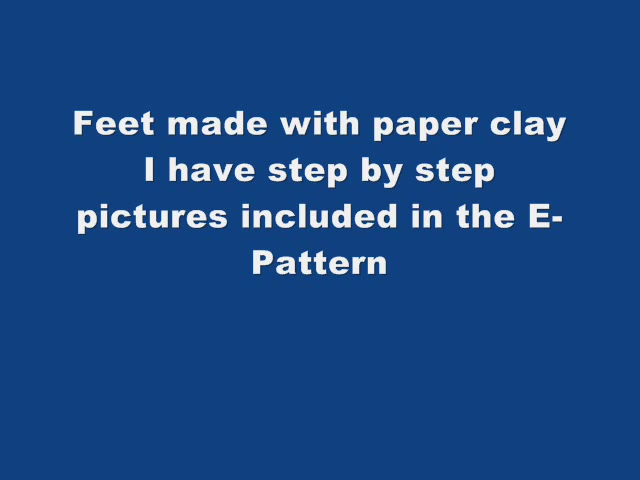 Feet made with paper clay
I have step by step
pictures included in the E-
Pattern